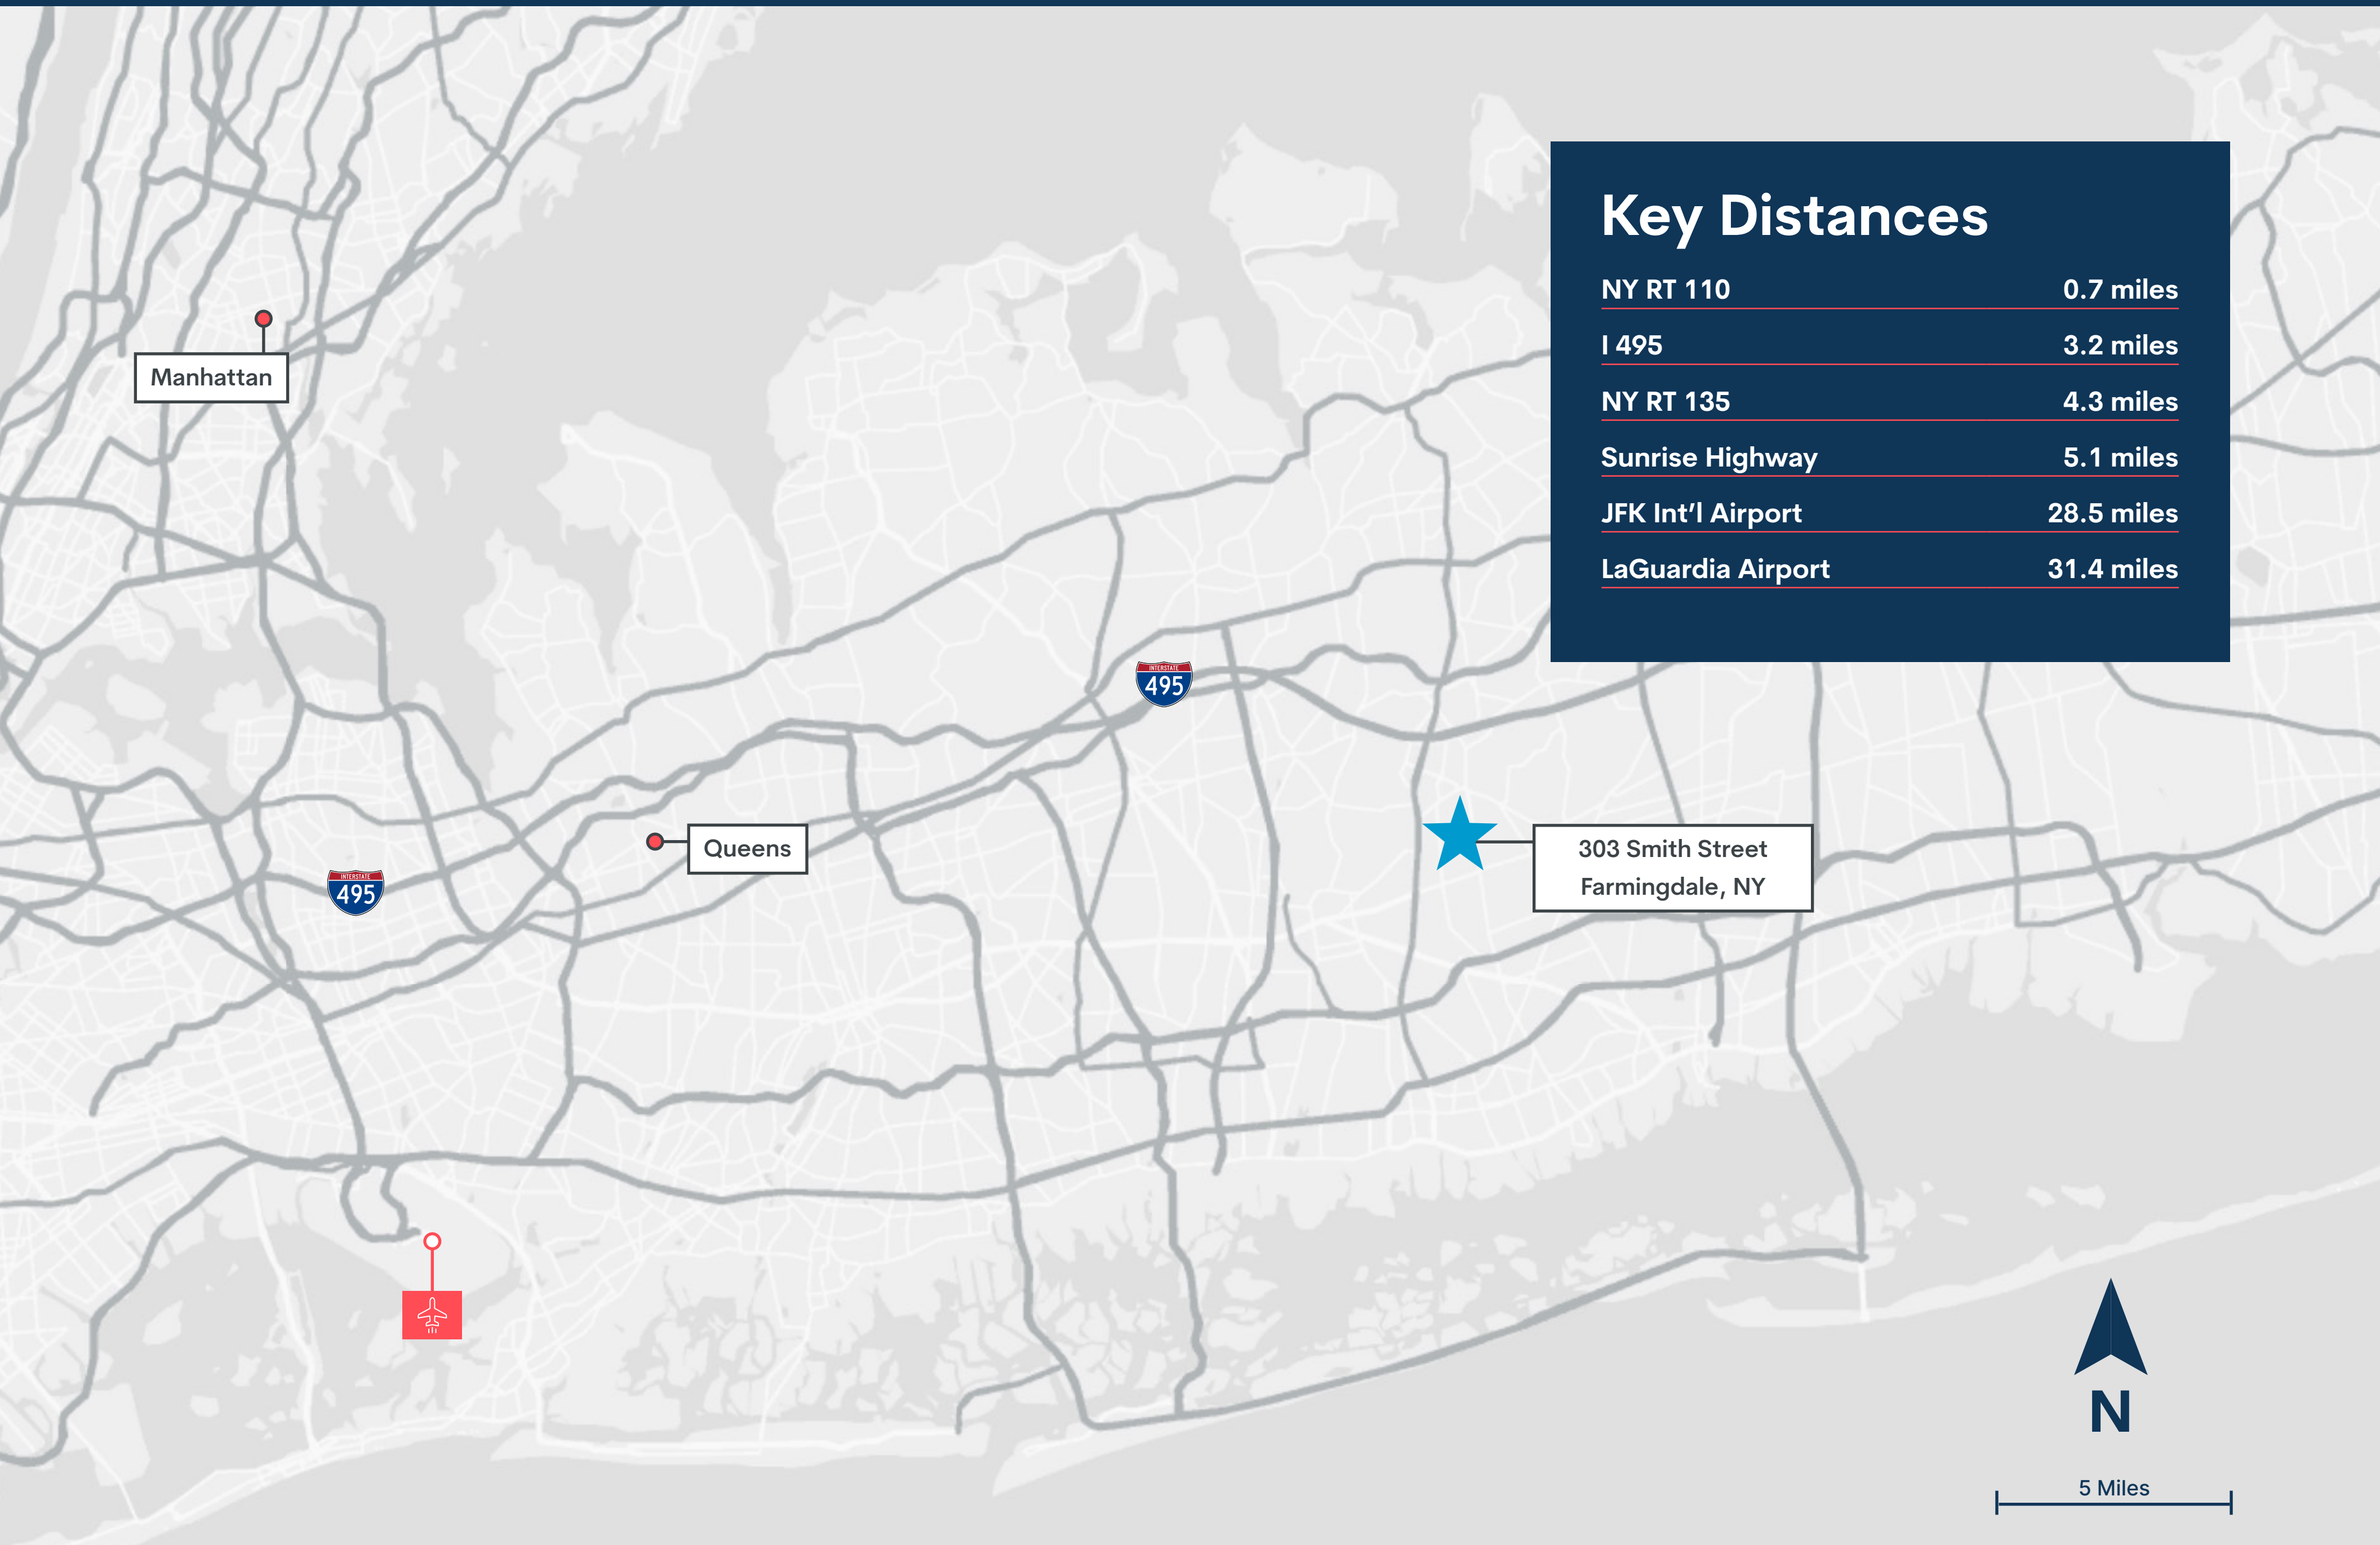 Key Distances
NY RT 110 0.7 miles
I 495 3.2 miles
NY RT 135 4.3 miles
Sunrise Highway 5.1 miles
JFK Int’l Airport 28.5 miles
LaGuardia Airport 31.4 miles
Manhattan
INTERSTATE
495
Queens
303 Smith Street
Farmingdale, NY
INTERSTATE
495
N
5 Miles